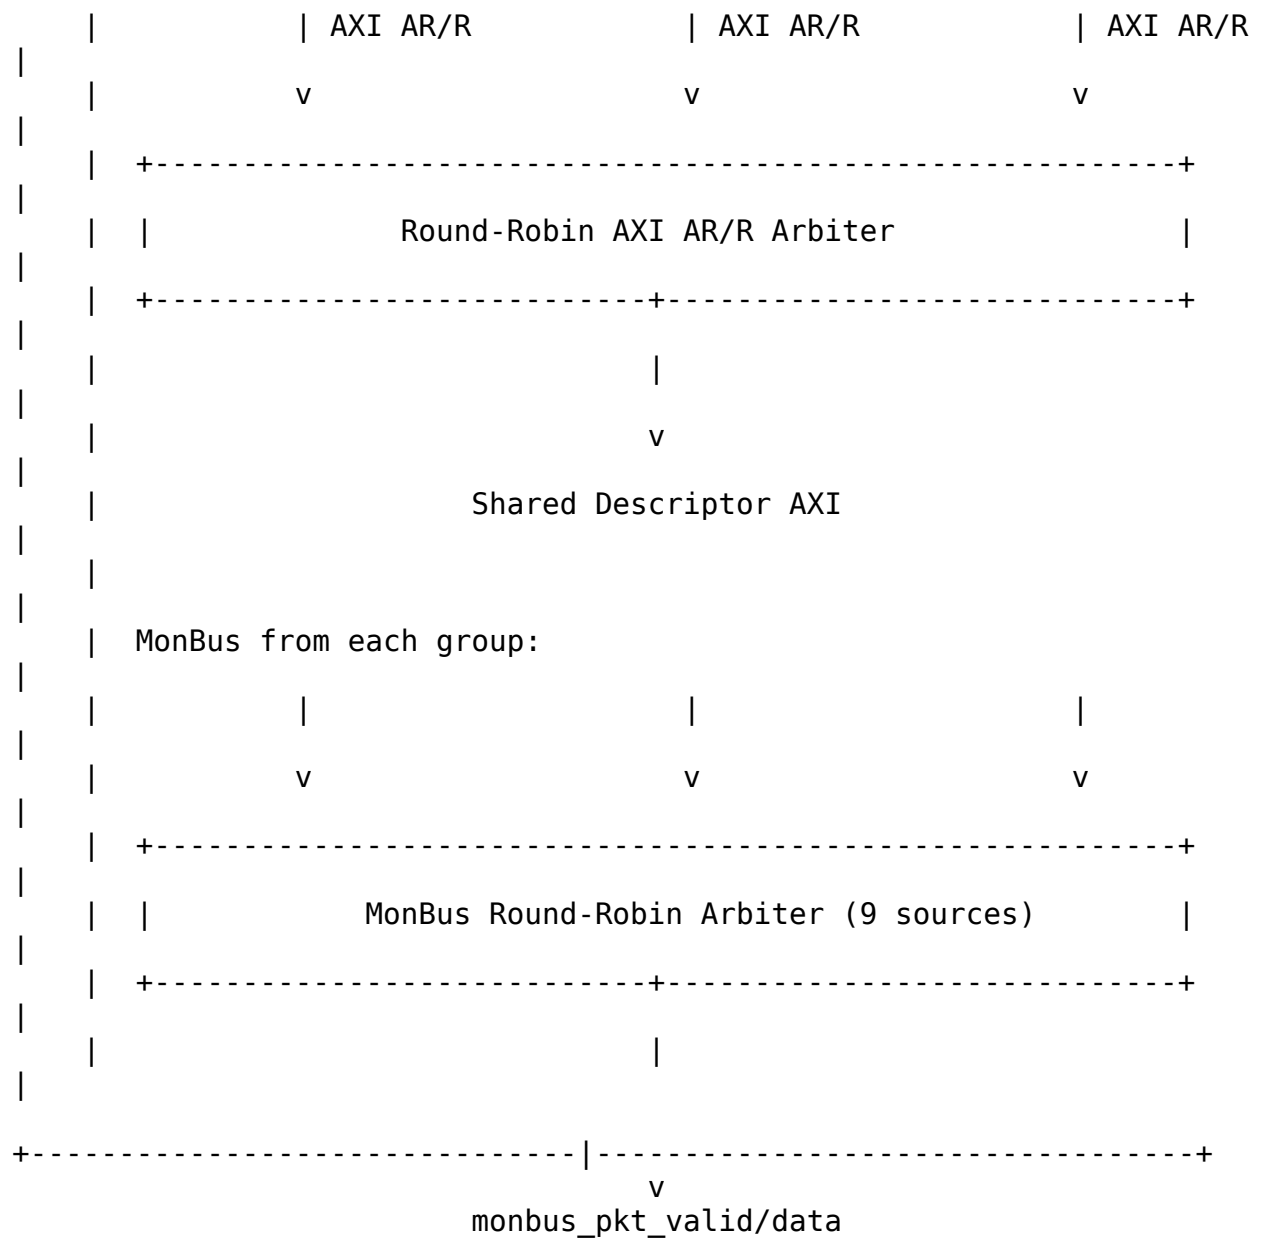 |           | AXI AR/R            | AXI AR/R            | AXI AR/R
|
    |           v                     v                     v
|
    |  +----------------------------------------------------------+
|
    |  |              Round-Robin AXI AR/R Arbiter                |
|
    |  +----------------------------+-----------------------------+
|
    |                               |
|
    |                               v
|
    |                     Shared Descriptor AXI
|
    |
|
    |  MonBus from each group:
|
    |           |                     |                     |
|
    |           v                     v                     v
|
    |  +----------------------------------------------------------+
|
    |  |            MonBus Round-Robin Arbiter (9 sources)        |
|
    |  +----------------------------+-----------------------------+
|
    |                               |
|
+-------------------------------|----------------------------------+
                                    v
                          monbus_pkt_valid/data